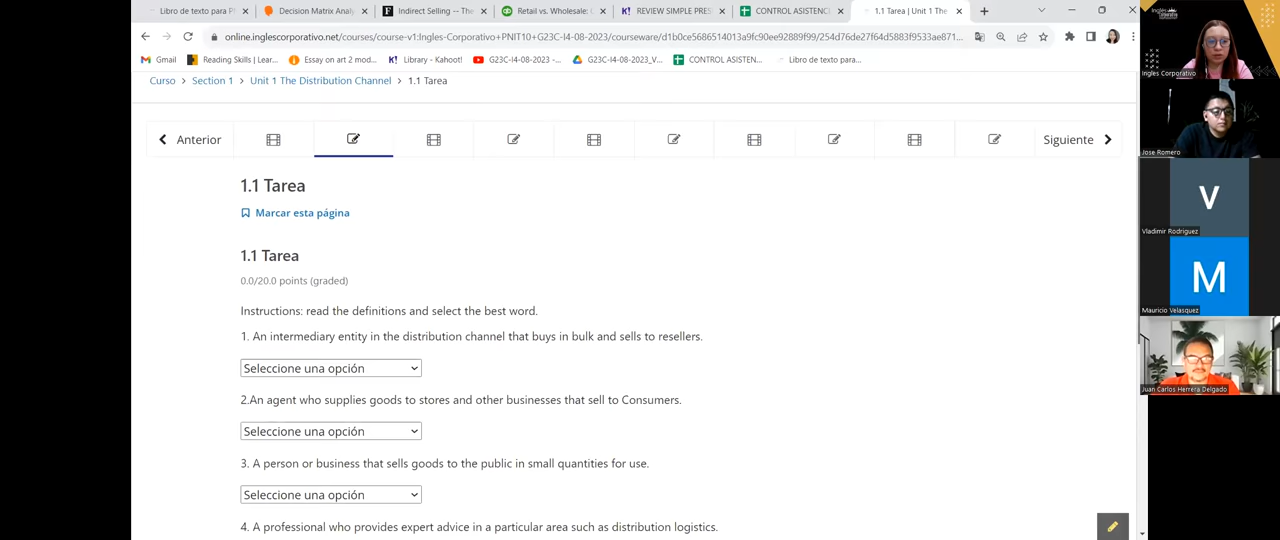 Libro de texto para P
Decision Matrix Anal
Indirect Selling -- The
Retail vs. Wholesale: C
REVIEW SIMPLE PRES
CONTROL ASISTENC
1.1 Tarea | Unit 1 The
online.inglescorporativo.net/courses/course-v1:Ingles-Corporativo+PNIT10+G23C-I4-08-2023/courseware/d1b0ce5686514013a9fc90ee92889f99/254d76de27f64d5883f9533ae871...
Gmail
Reading Skills | Lear...
Essay on art 2 mod...
Library - Kahoot!
G23C-I4-08-2023 -...
G23C-I4-08-2023_V...
CONTROL ASISTEN...
Libro de texto para...
Curso > Section 1 > Unit 1 The Distribution Channel > 1.1 Tarea
Anterior
Siguiente
1.1 Tarea
Marcar esta página
1.1 Tarea
0.0/20.0 points (graded)
Instructions: read the definitions and select the best word.
1. An intermediary entity in the distribution channel that buys in bulk and sells to resellers.
Seleccione una opción
2.An agent who supplies goods to stores and other businesses that sell to Consumers.
Seleccione una opción
3. A person or business that sells goods to the public in small quantities for use.
Seleccione una opción
4. A professional who provides expert advice in a particular area such as distribution logistics.
Ingles Corporativo
Jose Romero
V
Vladimir Rodriguez
M
Mauricio Velasquez
Juan Carlos Herrera Delgado